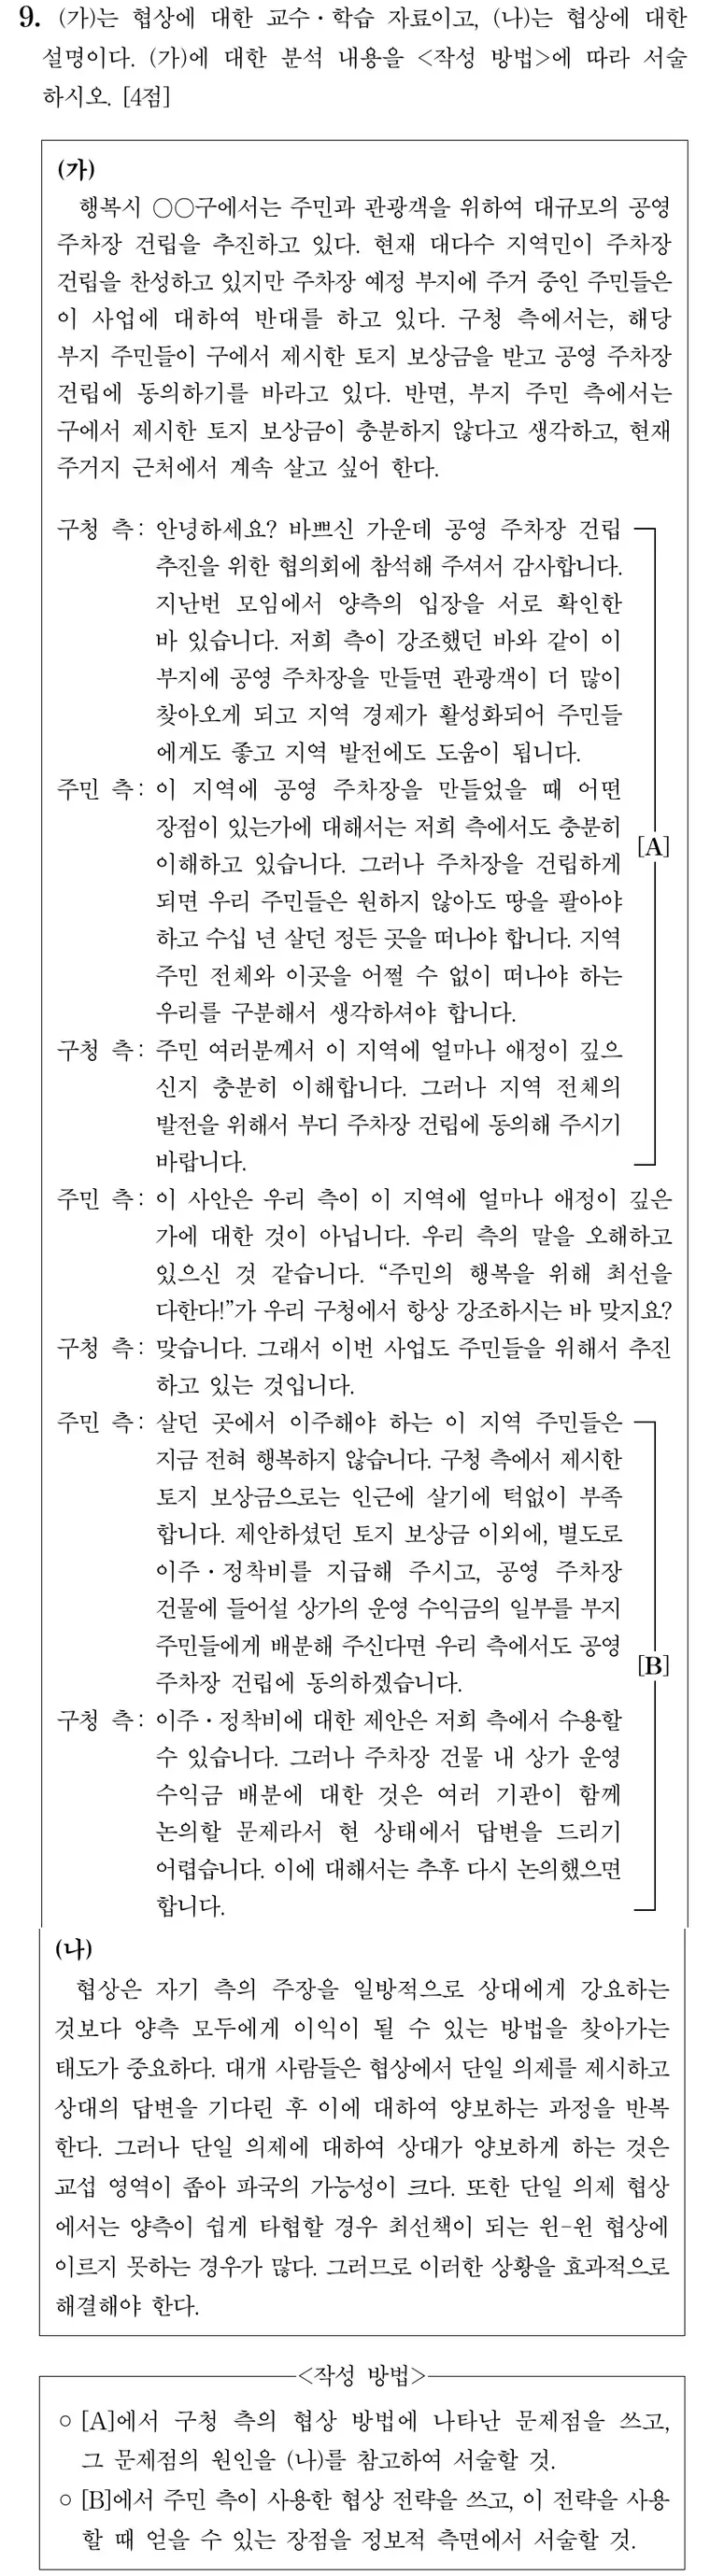 9. (가)는 협상에 대한 교수·학습 자료이고, (나)는 협상에 대한
설명이다. (가)에 대한 분석 내용을 <작성 방법>에 따라 서술
하시오. [4점]
(가)
행복시 ○○구에서는 주민과 관광객을 위하여 대규모의 공영
주차장 건립을 추진하고 있다. 현재 대다수 지역민이 주차장
건립을 찬성하고 있지만 주차장 예정 부지에 주거 중인 주민들은
이 사업에 대하여 반대를 하고 있다. 구청 측에서는, 해당
부지 주민들이 구에서 제시한 토지 보상금을 받고 공영 주차장
건립에 동의하기를 바라고 있다. 반면, 부지 주민 측에서는
구에서 제시한 토지 보상금이 충분하지 않다고 생각하고, 현재
주거지 근처에서 계속 살고 싶어 한다.
구청 측: 안녕하세요? 바쁘신 가운데 공영 주차장 건립
추진을 위한 협의회에 참석해 주셔서 감사합니다.
지난번 모임에서 양측의 입장을 서로 확인한
바 있습니다. 저희 측이 강조했던 바와 같이 이
부지에 공영 주차장을 만들면 관광객이 더 많이
찾아오게 되고 지역 경제가 활성화되어 주민들
에게도 좋고 지역 발전에도 도움이 됩니다.
주민 측: 이 지역에 공영 주차장을 만들었을 때 어떤
장점이 있는가에 대해서는 저희 측에서도 충분히
이해하고 있습니다. 그러나 주차장을 건립하게
[A]
되면 우리 주민들은 원하지 않아도 땅을 팔아야
하고 수십 년 살던 정든 곳을 떠나야 합니다. 지역
주민 전체와 이곳을 어쩔 수 없이 떠나야 하는
우리를 구분해서 생각하셔야 합니다.
구청 측: 주민 여러분께서 이 지역에 얼마나 애정이 깊으
신지 충분히 이해합니다. 그러나 지역 전체의
발전을 위해서 부디 주차장 건립에 동의해 주시기
바랍니다.
주민 측: 이 사안은 우리 측이 이 지역에 얼마나 애정이 깊은
가에 대한 것이 아닙니다. 우리 측의 말을 오해하고
있으신 것 같습니다. “주민의 행복을 위해 최선을
다한다!”가 우리 구청에서 항상 강조하시는 바 맞지요?
구청 측: 맞습니다. 그래서 이번 사업도 주민들을 위해서 추진
하고 있는 것입니다.
주민 측: 살던 곳에서 이주해야 하는 이 지역 주민들은
지금 전혀 행복하지 않습니다. 구청 측에서 제시한
토지 보상금으로는 인근에 살기에 턱없이 부족
합니다. 제안하셨던 토지 보상금 이외에, 별도로
이주·정착비를 지급해 주시고, 공영 주차장
건물에 들어설 상가의 운영 수익금의 일부를 부지
주민들에게 배분해 주신다면 우리 측에서도 공영
[B]
주차장 건립에 동의하겠습니다.
구청 측: 이주·정착비에 대한 제안은 저희 측에서 수용할
수 있습니다. 그러나 주차장 건물 내 상가 운영
수익금 배분에 대한 것은 여러 기관이 함께
논의할 문제라서 현 상태에서 답변을 드리기
어렵습니다. 이에 대해서는 추후 다시 논의했으면
합니다.
(나)
협상은 자기 측의 주장을 일방적으로 상대에게 강요하는
것보다 양측 모두에게 이익이 될 수 있는 방법을 찾아가는
태도가 중요하다. 대개 사람들은 협상에서 단일 의제를 제시하고
상대의 답변을 기다린 후 이에 대하여 양보하는 과정을 반복
한다. 그러나 단일 의제에 대하여 상대가 양보하게 하는 것은
교섭 영역이 좁아 파국의 가능성이 크다. 또한 단일 의제 협상
에서는 양측이 쉽게 타협할 경우 최선책이 되는 윈-윈 협상에
이르지 못하는 경우가 많다. 그러므로 이러한 상황을 효과적으로
해결해야 한다.
<작성 방법>
○ [A]에서 구청 측의 협상 방법에 나타난 문제점을 쓰고,
그 문제점의 원인을 (나)를 참고하여 서술할 것.
○ [B]에서 주민 측이 사용한 협상 전략을 쓰고, 이 전략을 사용
할 때 얻을 수 있는 장점을 정보적 측면에서 서술할 것.